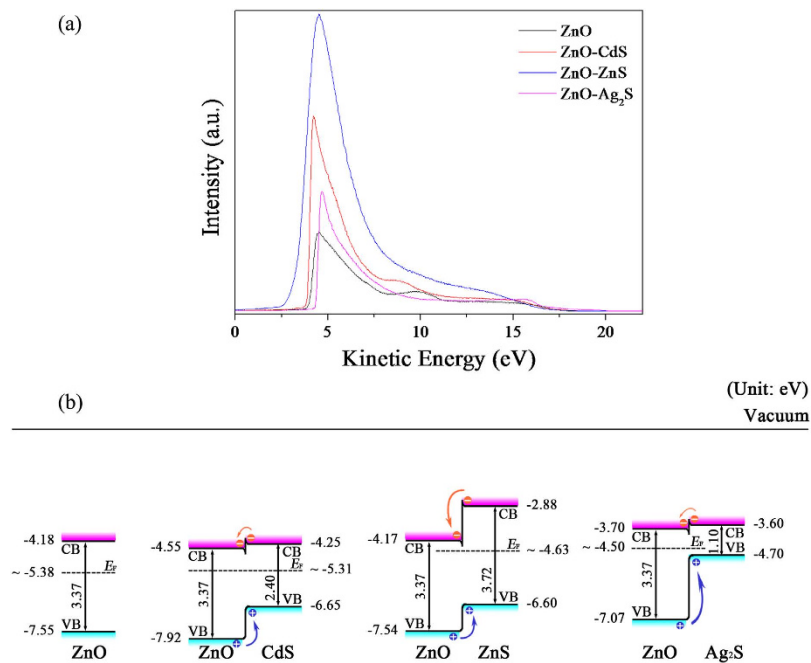 (a)
ZnO
ZnO-CdS
ZnO-ZnS
ZnO-Ag₂S
Intensity (a.u.)
0 5 10 15 20
Kinetic Energy (eV)
(b)
(Unit: eV)
Vacuum
-4.18
CB
~ -5.38
E_F
3.37
VB
-7.55
ZnO
-4.55
CB
3.37
VB
-7.92
ZnO
-4.25
CB
E_F
~ -5.31
2.40
VB
-6.65
CdS
-4.17
CB
3.37
VB
-7.54
ZnO
-2.88
CB
E_F
~ -4.63
3.72
VB
-6.60
ZnS
-3.70
CB
~ -4.50
E_F
3.37
VB
-7.07
ZnO
-3.60
CB
1.10
VB
-4.70
Ag₂S